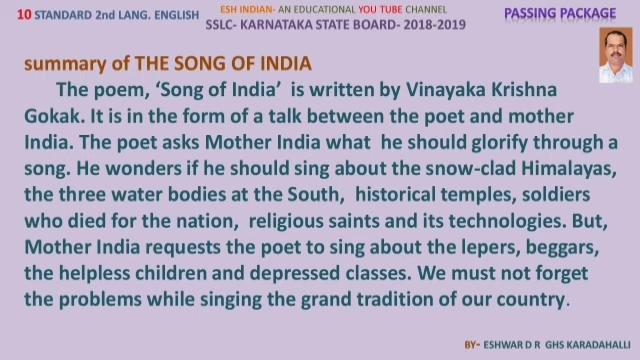 10 STANDARD 2nd LANG. ENGLISH
ESH INDIAN- AN EDUCATIONAL YOU TUBE CHANNEL
SSLC- KARNATAKA STATE BOARD- 2018-2019
PASSING PACKAGE
summary of THE SONG OF INDIA
The poem, ‘Song of India’ is written by Vinayaka Krishna
Gokak. It is in the form of a talk between the poet and mother
India. The poet asks Mother India what he should glorify through a
song. He wonders if he should sing about the snow-clad Himalayas,
the three water bodies at the South, historical temples, soldiers
who died for the nation, religious saints and its technologies. But,
Mother India requests the poet to sing about the lepers, beggars,
the helpless children and depressed classes. We must not forget
the problems while singing the grand tradition of our country.
BY- ESHWAR D R GHS KARADAHALLI